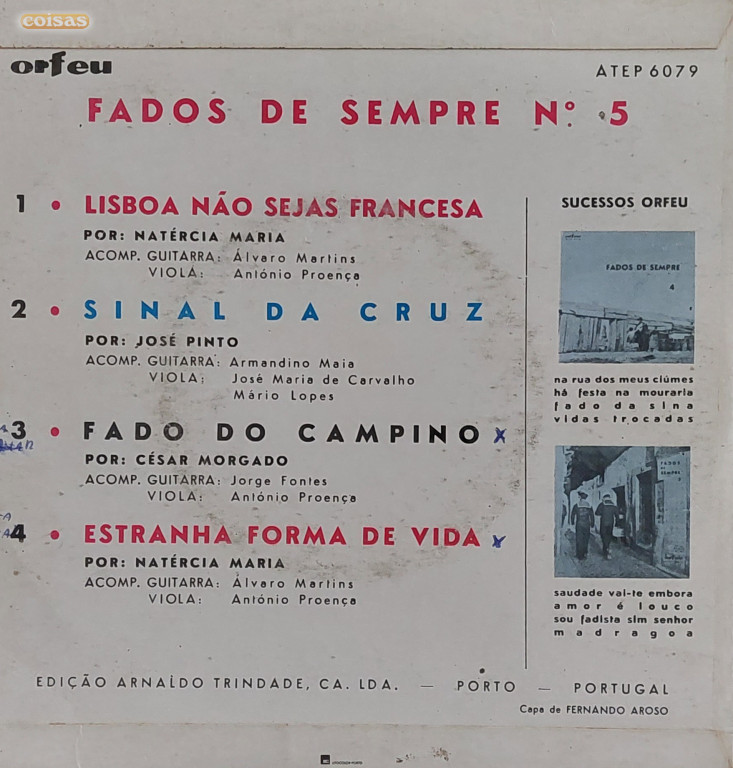 coisas
orfeu
ATEP 6079
FADOS DE SEMPRE Nº 5
1 • LISBOA NÃO SEJAS FRANCESA
POR: NATÉRCIA MARIA
ACOMP. GUITARRA: Álvaro Martins
VIOLA: António Proença
2 • SINAL DA CRUZ
POR: JOSÉ PINTO
ACOMP. GUITARRA: Armandino Maia
VIOLA: José Maria de Carvalho
Mário Lopes
3 • FADO DO CAMPINO x
POR: CÉSAR MORGADO
ACOMP. GUITARRA: Jorge Fontes
VIOLA: António Proença
4 • ESTRANHA FORMA DE VIDA x
POR: NATÉRCIA MARIA
ACOMP. GUITARRA: Álvaro Martins
VIOLA: António Proença
SUCESSOS ORFEU
orfeu
FADOS DE SEMPRE
4
na rua dos meus ciúmes
há festa na mouraria
fado da sina
vidas trocadas
FADOS
DE
SEMPRE
saudade vai-te embora
amor é louco
sou fadista sim senhor
madragoa
EDIÇÃO ARNALDO TRINDADE, CA. LDA. — PORTO — PORTUGAL
Capa de FERNANDO AROSO